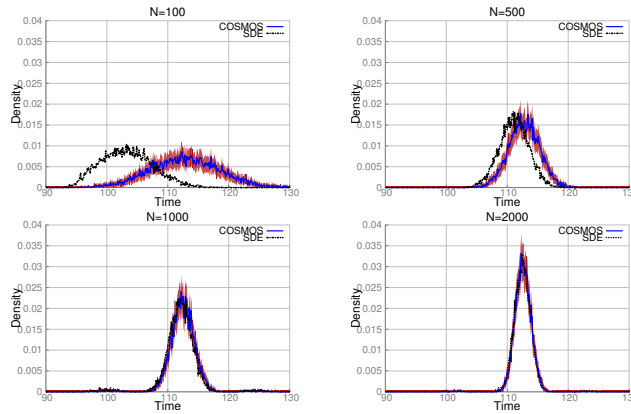 N=100
COSMOS
SDE
0.04
0.035
0.03
0.025
0.02
0.015
0.01
0.005
0
Density
90
100
110
120
130
Time
N=500
COSMOS
SDE
0.04
0.035
0.03
0.025
0.02
0.015
0.01
0.005
0
Density
90
100
110
120
130
Time
N=1000
COSMOS
SDE
0.04
0.035
0.03
0.025
0.02
0.015
0.01
0.005
0
Density
90
100
110
120
130
Time
N=2000
COSMOS
SDE
0.04
0.035
0.03
0.025
0.02
0.015
0.01
0.005
0
Density
90
100
110
120
130
Time